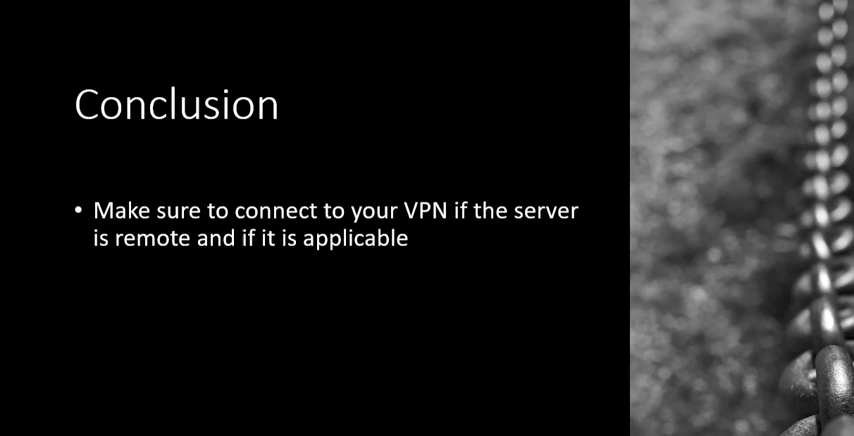 Conclusion
• Make sure to connect to your VPN if the server
is remote and if it is applicable